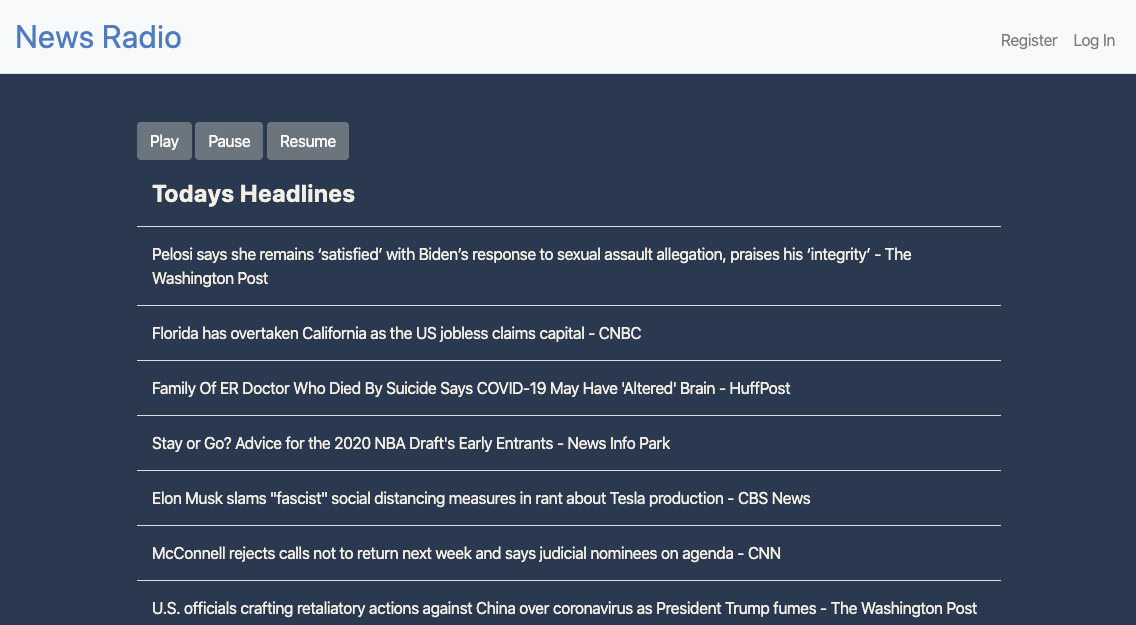 News Radio
Register
Log In
Play
Pause
Resume
Todays Headlines
Pelosi says she remains ‘satisfied’ with Biden’s response to sexual assault allegation, praises his ‘integrity’ - The
Washington Post
Florida has overtaken California as the US jobless claims capital - CNBC
Family Of ER Doctor Who Died By Suicide Says COVID-19 May Have 'Altered' Brain - HuffPost
Stay or Go? Advice for the 2020 NBA Draft's Early Entrants - News Info Park
Elon Musk slams "fascist" social distancing measures in rant about Tesla production - CBS News
McConnell rejects calls not to return next week and says judicial nominees on agenda - CNN
U.S. officials crafting retaliatory actions against China over coronavirus as President Trump fumes - The Washington Post